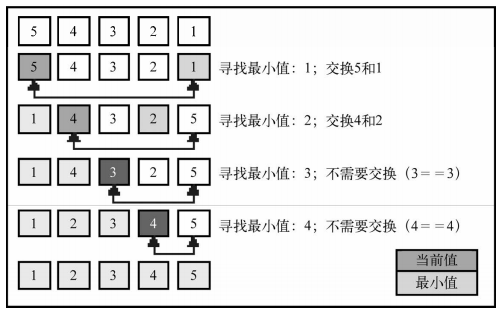 5 4 3 2 1
5 4 3 2 1 寻找最小值：1；交换5和1
1 4 3 2 5 寻找最小值：2；交换4和2
1 4 3 2 5 寻找最小值：3；不需要交换（3==3）
1 2 3 4 5 寻找最小值：4；不需要交换（4==4）
当前值
1 2 3 4 5 最小值